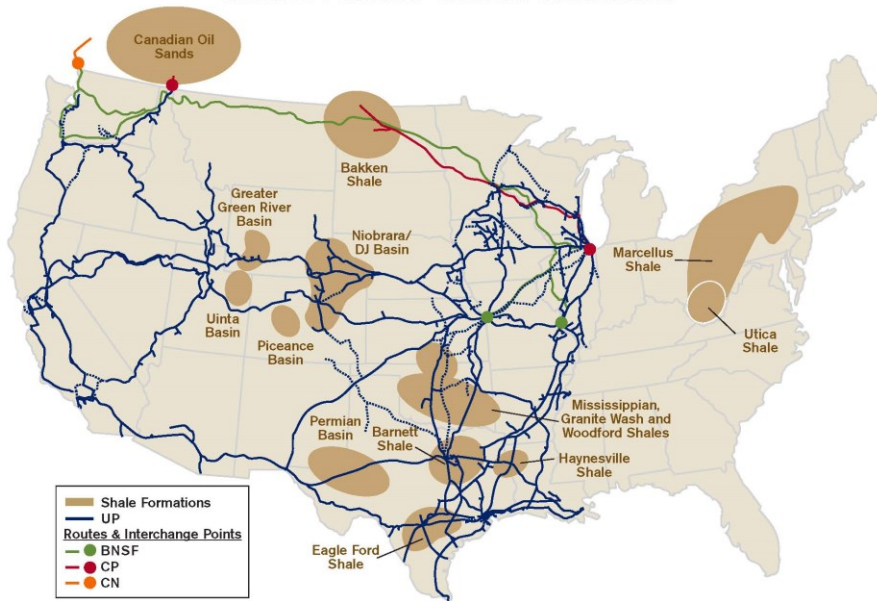 Canadian Oil
Sands
Bakken
Shale
Greater
Green River
Basin
Niobrara/
DJ Basin
Marcellus
Shale
Uinta
Basin
Piceance
Basin
Utica
Shale
Mississippian,
Granite Wash and
Woodford Shales
Permian
Basin
Barnett
Shale
Haynesville
Shale
Eagle Ford
Shale
Shale Formations
UP
Routes & Interchange Points
BNSF
CP
CN